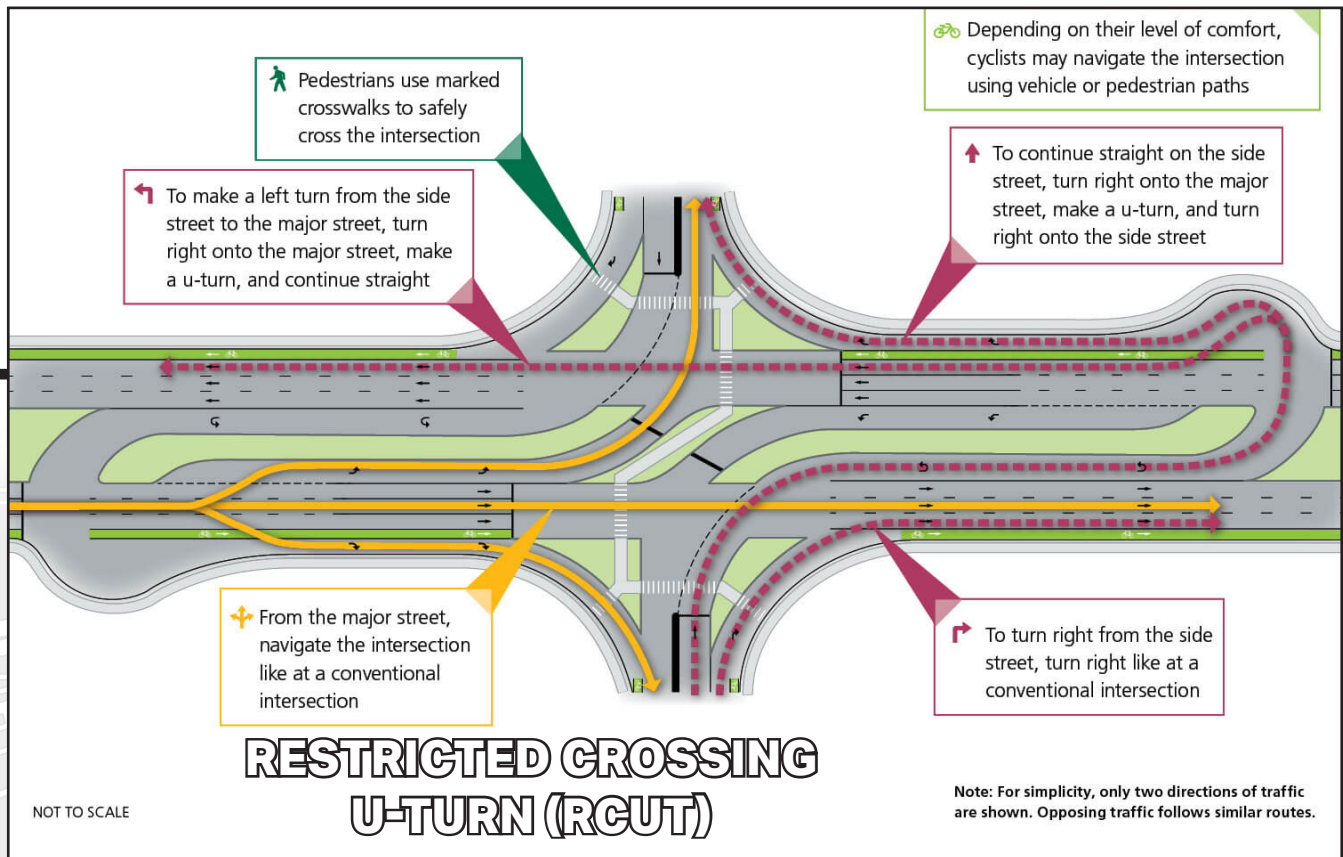 Depending on their level of comfort,
cyclists may navigate the intersection
using vehicle or pedestrian paths
Pedestrians use marked
crosswalks to safely
cross the intersection
To make a left turn from the side
street to the major street, turn
right onto the major street, make
a u-turn, and continue straight
To continue straight on the side
street, turn right onto the major
street, make a u-turn, and turn
right onto the side street
From the major street,
navigate the intersection
like at a conventional
intersection
To turn right from the side
street, turn right like at a
conventional intersection
RESTRICTED CROSSING
U-TURN (RCUT)
NOT TO SCALE
Note: For simplicity, only two directions of traffic
are shown. Opposing traffic follows similar routes.